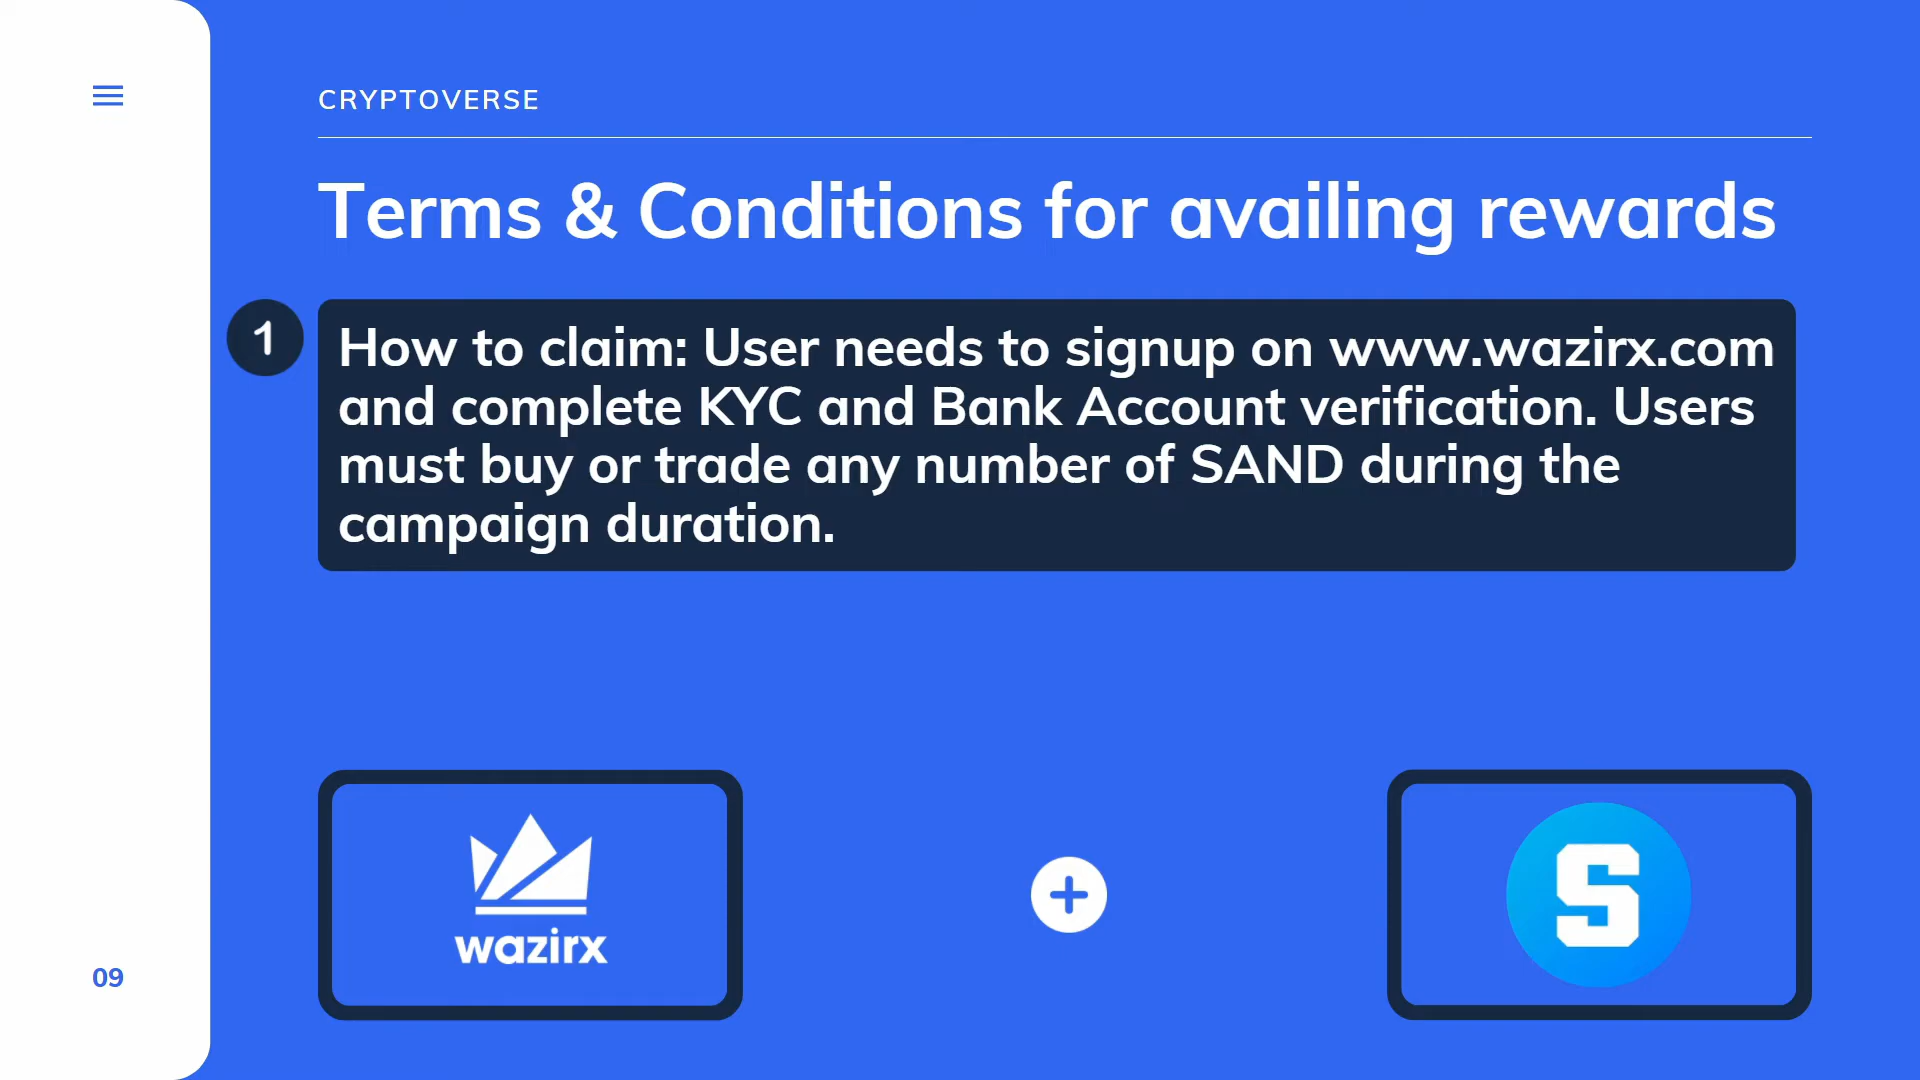 CRYPTOVERSE
Terms & Conditions for availing rewards
1
How to claim: User needs to signup on www.wazirx.com
and complete KYC and Bank Account verification. Users
must buy or trade any number of SAND during the
campaign duration.
wazirx
S
09